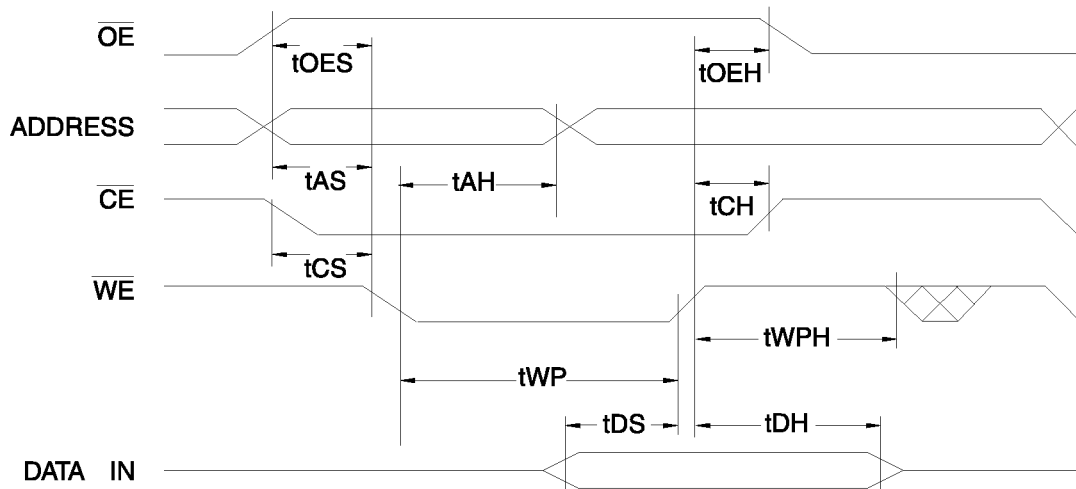 OE
tOES
tOEH
ADDRESS
tAS
tAH
CE
tCH
tCS
WE
tWPH
tWP
tDS
tDH
DATA IN